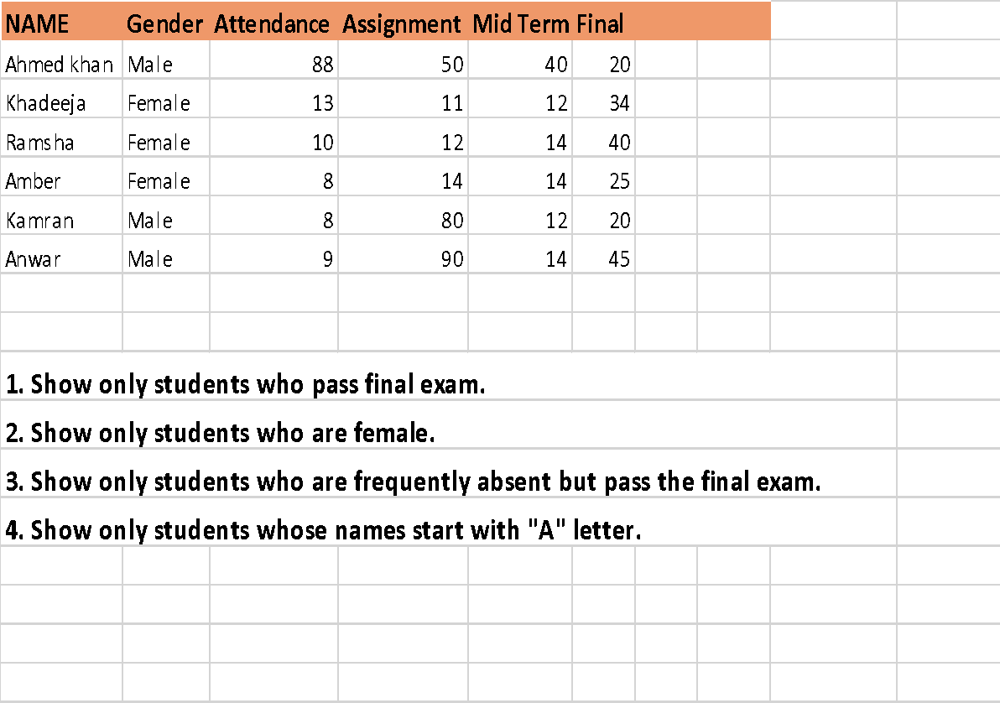 NAME Gender Attendance Assignment Mid Term Final
Ahmed khan Male 88 50 40 20
Khadeeja Female 13 11 12 34
Ramsha Female 10 12 14 40
Amber Female 8 14 14 25
Kamran Male 8 80 12 20
Anwar Male 9 90 14 45
1. Show only students who pass final exam.
2. Show only students who are female.
3. Show only students who are frequently absent but pass the final exam.
4. Show only students whose names start with "A" letter.